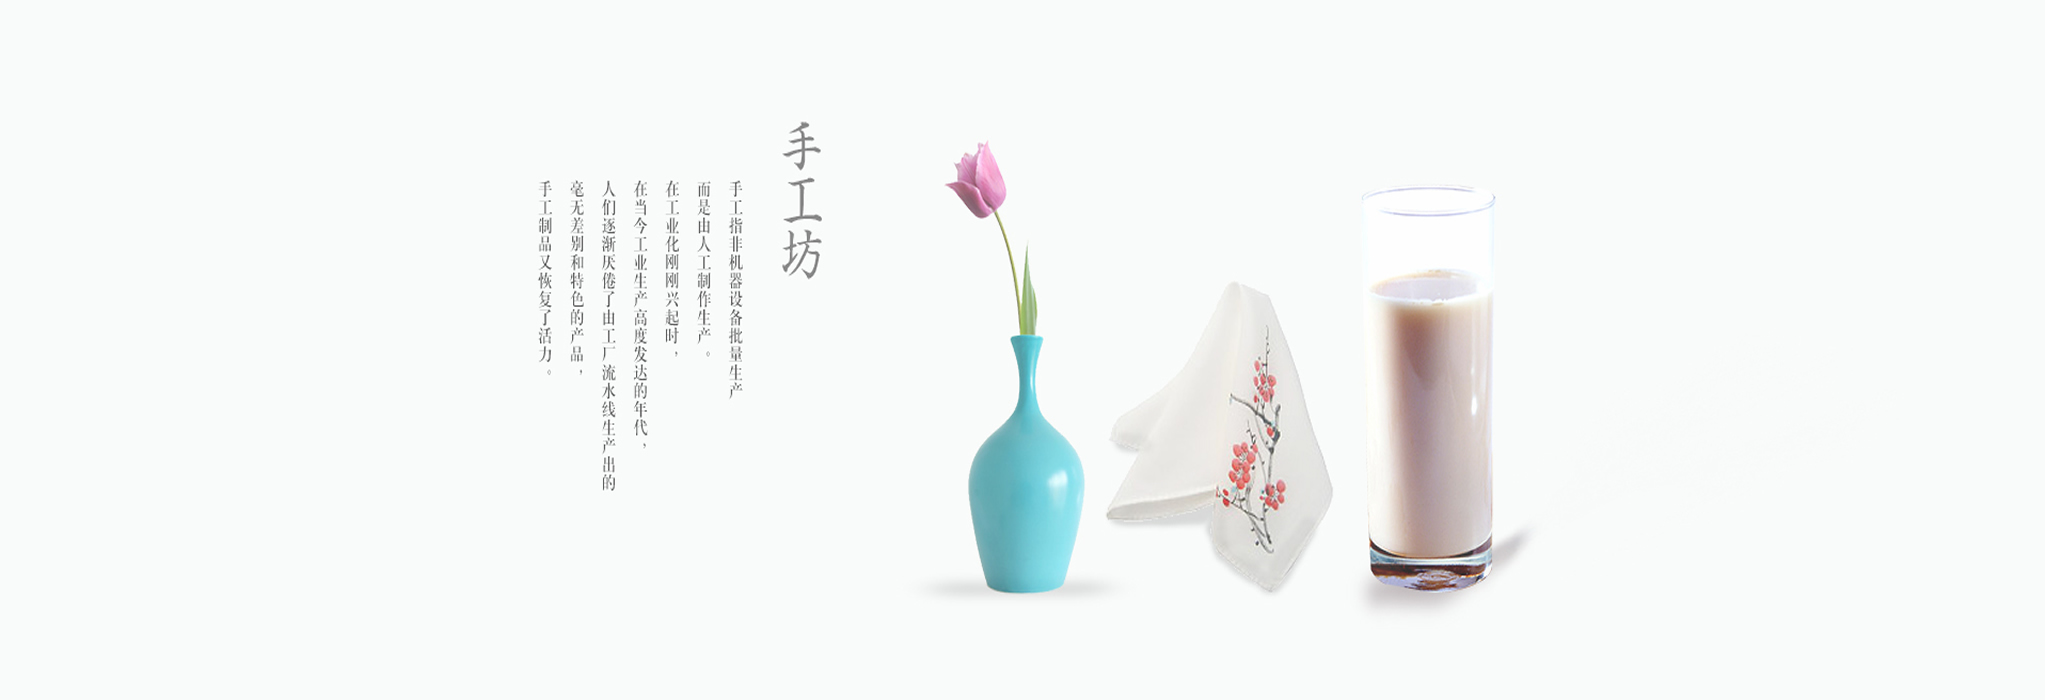 手工坊
手工指非机器设备批量生产
而是由人工制作生产。
在工业化刚刚兴起时，
在当今工业生产高度发达的年代，
人们逐渐厌倦了由工厂流水线生产出的
毫无差别和特色的产品，
手工制品又恢复了活力。